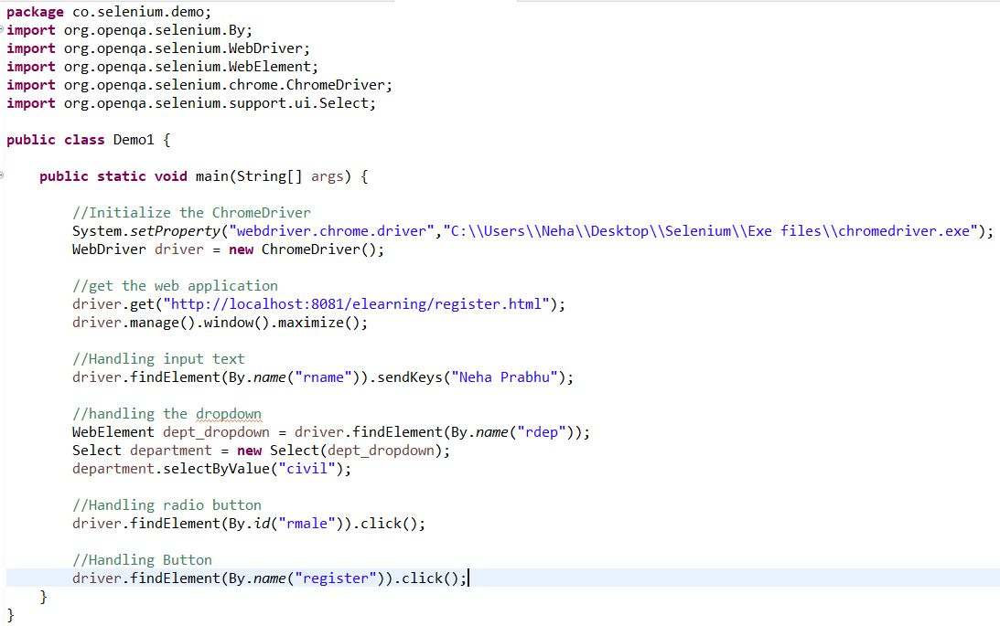 package co.selenium.demo;
import org.openqa.selenium.By;
import org.openqa.selenium.WebDriver;
import org.openqa.selenium.WebElement;
import org.openqa.selenium.chrome.ChromeDriver;
import org.openqa.selenium.support.ui.Select;

public class Demo1 {

    public static void main(String[] args) {

        //Initialize the ChromeDriver
        System.setProperty("webdriver.chrome.driver","C:\\Users\\Neha\\Desktop\\Selenium\\Exe files\\chromedriver.exe");
        WebDriver driver = new ChromeDriver();

        //get the web application
        driver.get("http://localhost:8081/elearning/register.html");
        driver.manage().window().maximize();

        //Handling input text
        driver.findElement(By.name("rname")).sendKeys("Neha Prabhu");

        //handling the dropdown
        WebElement dept_dropdown = driver.findElement(By.name("rdep"));
        Select department = new Select(dept_dropdown);
        department.selectByValue("civil");

        //Handling radio button
        driver.findElement(By.id("rmale")).click();

        //Handling Button
        driver.findElement(By.name("register")).click();
    }
}